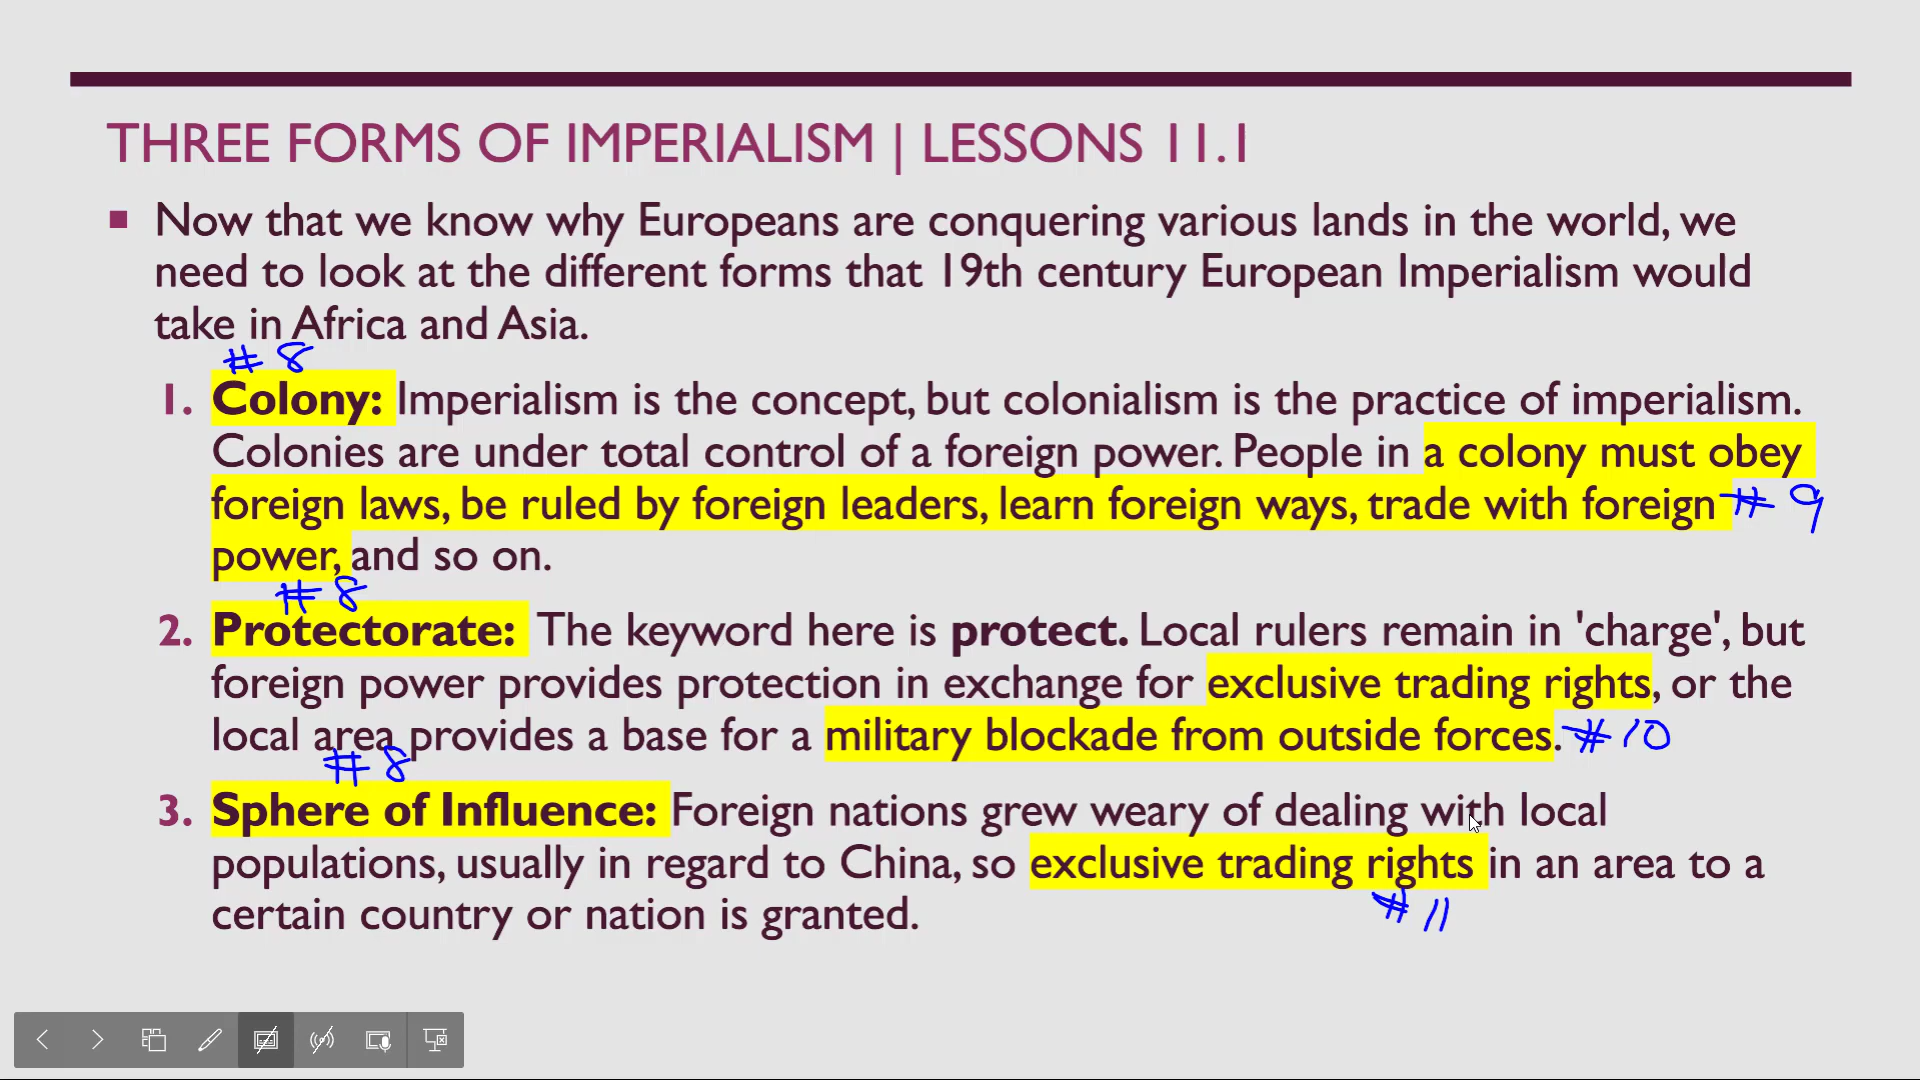 THREE FORMS OF IMPERIALISM | LESSONS 11.1
Now that we know why Europeans are conquering various lands in the world, we
need to look at the different forms that 19th century European Imperialism would
take in Africa and Asia.
# 8
1. Colony: Imperialism is the concept, but colonialism is the practice of imperialism.
Colonies are under total control of a foreign power. People in a colony must obey
foreign laws, be ruled by foreign leaders, learn foreign ways, trade with foreign # 9
power, and so on.
# 8
2. Protectorate: The keyword here is protect. Local rulers remain in 'charge', but
foreign power provides protection in exchange for exclusive trading rights, or the
local area provides a base for a military blockade from outside forces. # 10
# 8
3. Sphere of Influence: Foreign nations grew weary of dealing with local
populations, usually in regard to China, so exclusive trading rights in an area to a
# 11
certain country or nation is granted.